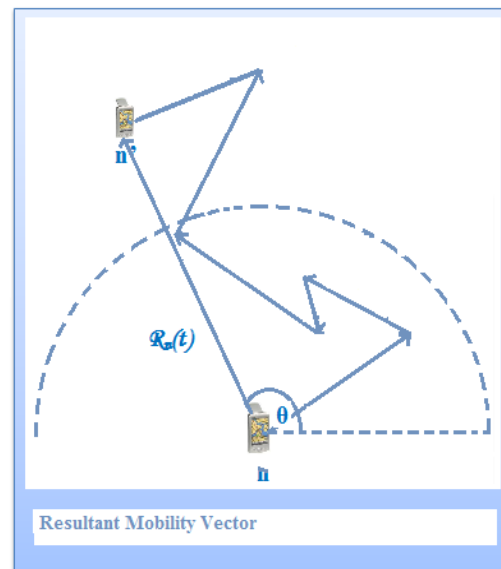 n'
ℛₙ(t)
θ
n
Resultant Mobility Vector